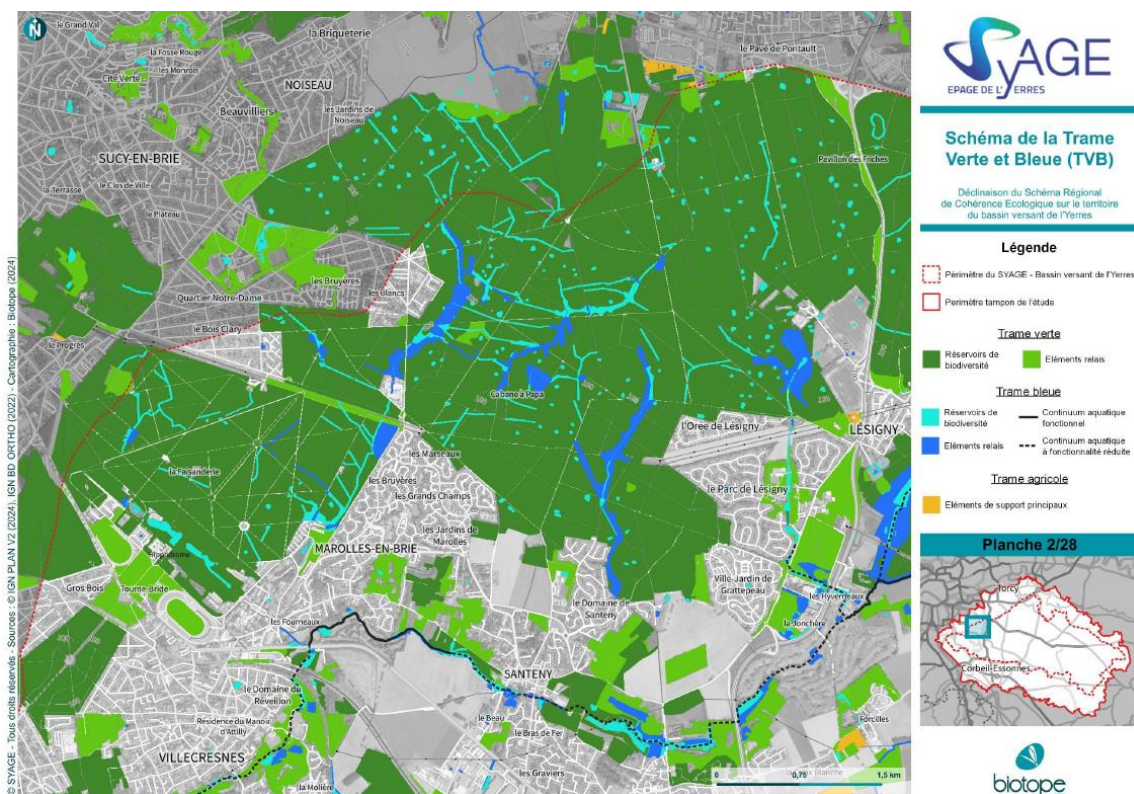 le Grand Val
la Fosse Rouge
les Monrois
Cité Verte
la Briqueterie
NOISEAU
Beauvilliers
les Jardins de
Noiseau
SUCY-EN-BRIE
la Terrasse
le Clos de Ville
le Plateau
les Bruyères
les Blancs
Quartier Notre-Dame
le Bois Clary
le Progrès
le Pavé de Pontault
Pavillon des Friches
Cabane à Papa
l'Orée de Lésigny
LÉSIGNY
la Faisanderie
les Marseaux
les Bruyères
les Grands Champs
le Parc de Lésigny
les Jardins de
Marolles
MAROLLES-EN-BRIE
Hippodrome
Gros Bois
Tourne-Bride
Ville-Jardin de
Grattepeau
les Hyverneaux
le Domaine de
Santeny
la Jonchère
les Fourneaux
SANTENY
le Domaine du
Réveillon
Résidence du Manoir
d'Attilly
le Beau
le Bras de Fer
Forcilles
VILLECRESNES
les Graviers
la Molière
0 0,75 1,5 km
© SYAGE - Tous droits réservés - Sources : © IGN PLAN V2 (2024), IGN BD ORTHO (2022) - Cartographie : Biotope (2024)
N
SYAGE
EPAGE DE L'YERRES
Schéma de la Trame
Verte et Bleue (TVB)
Déclinaison du Schéma Régional
de Cohérence Ecologique sur le territoire
du bassin versant de l'Yerres
Légende
Périmètre du SYAGE - Bassin versant de l'Yerres
Perimètre tampon de l'étude
Trame verte
Réservoirs de
biodiversité
Eléments relais
Trame bleue
Réservoirs de
biodiversité
Continuum aquatique
fonctionnel
Eléments relais
Continuum aquatique
à fonctionnalité réduite
Trame agricole
Eléments de support principaux
Planche 2/28
Torcy
Corbeil-Essonnes
biotope